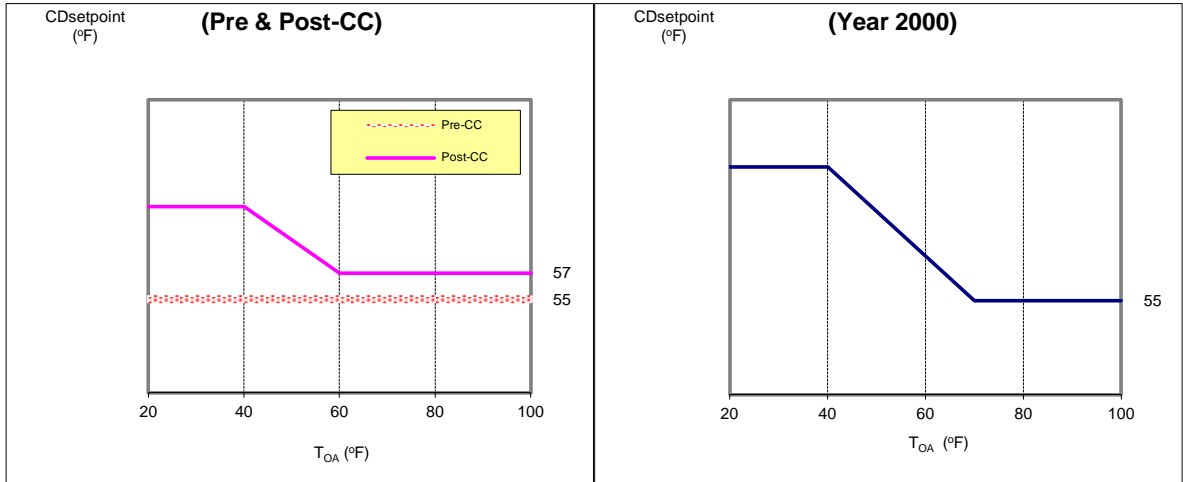 CDsetpoint
(ºF)
(Pre & Post-CC)
Pre-CC
Post-CC
57
55
20 40 60 80 100
TOA (ºF)
CDsetpoint
(ºF)
(Year 2000)
55
20 40 60 80 100
TOA (ºF)